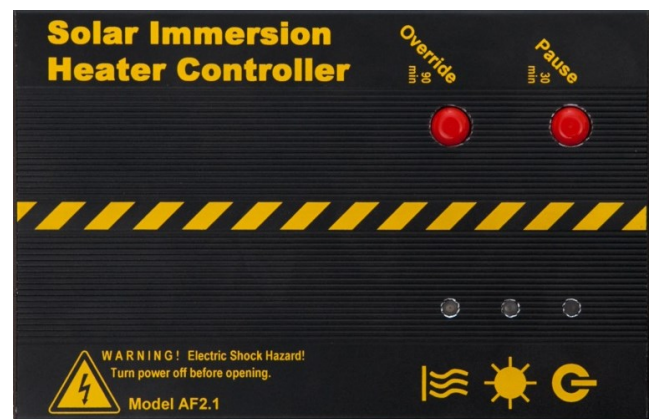 Solar Immersion
Heater Controller
Override
90
min
Pause
30
min
WARNING! Electric Shock Hazard!
Turn power off before opening.
Model AF2.1